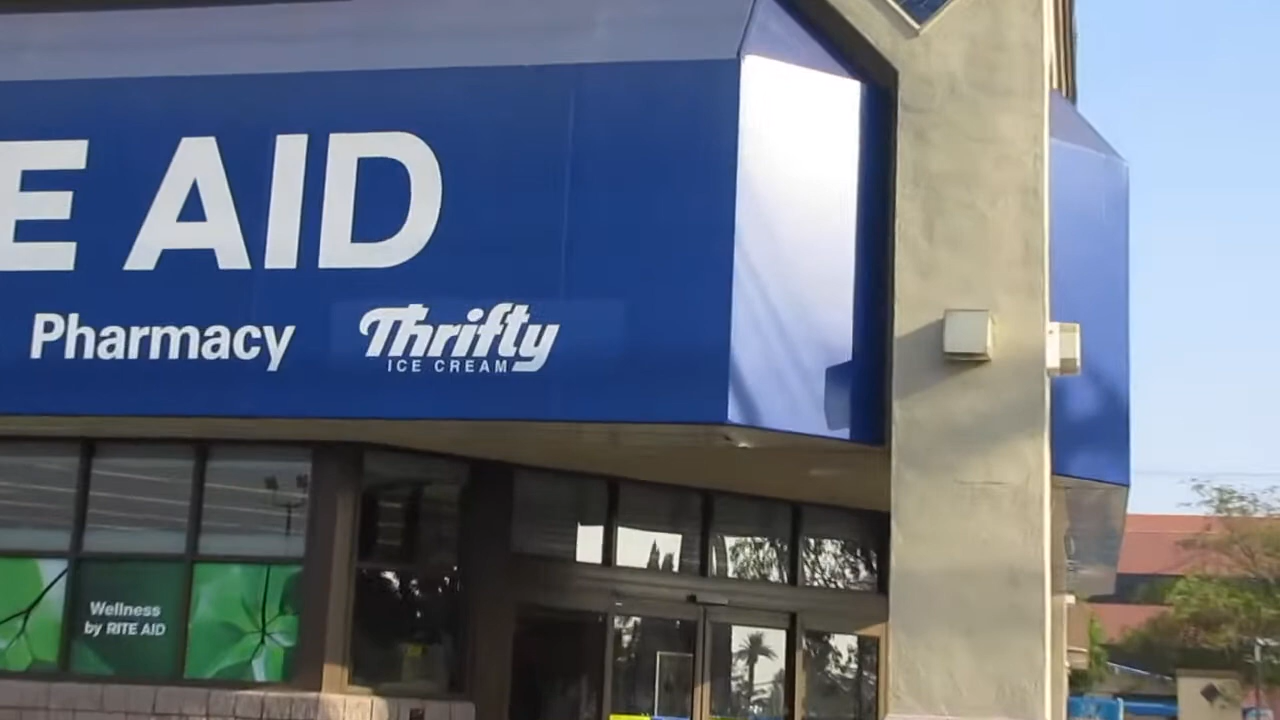 E AID
Pharmacy
Thrifty
ICE CREAM
Wellness
by RITE AID